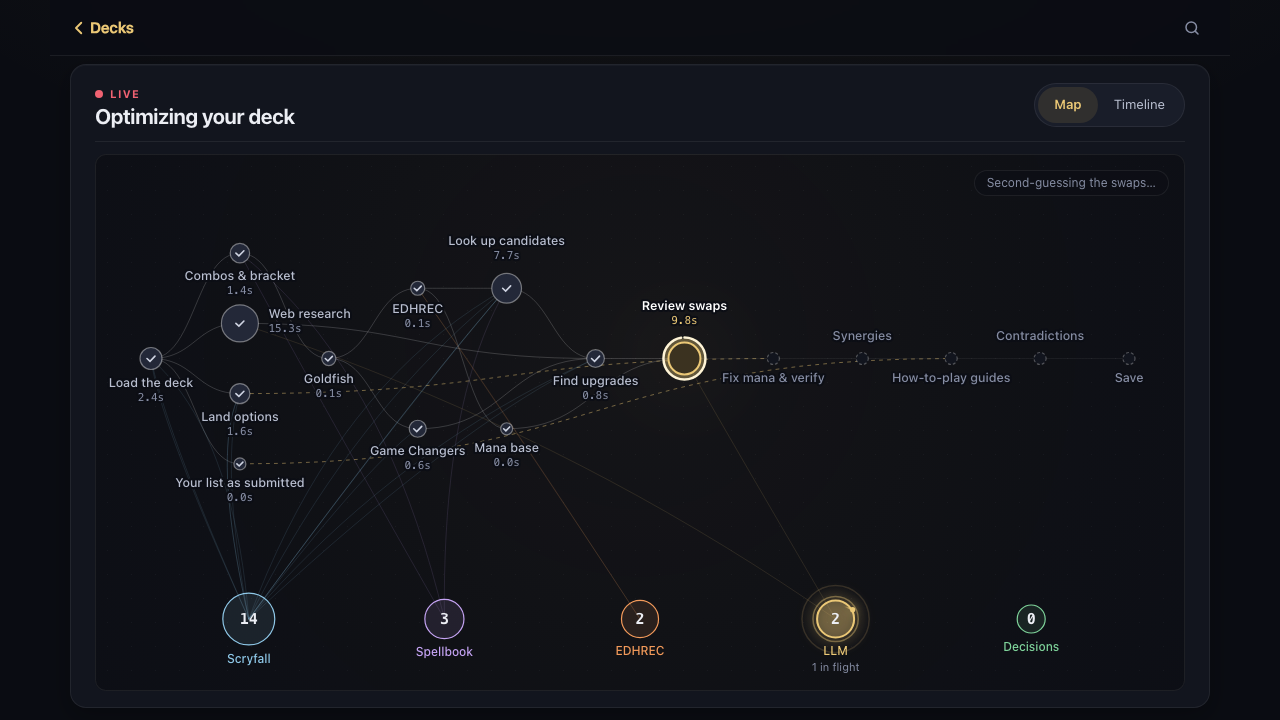 Decks
LIVE
Optimizing your deck
Map
Timeline
Second-guessing the swaps...
Look up candidates
7.7s
Combos & bracket
1.4s
Web research
15.3s
EDHREC
0.1s
Review swaps
9.8s
Synergies
Contradictions
Load the deck
2.4s
Goldfish
0.1s
Find upgrades
0.8s
Fix mana & verify
How-to-play guides
Save
Land options
1.6s
Game Changers
0.6s
Mana base
0.0s
Your list as submitted
0.0s
14
Scryfall
3
Spellbook
2
EDHREC
2
LLM
1 in flight
0
Decisions